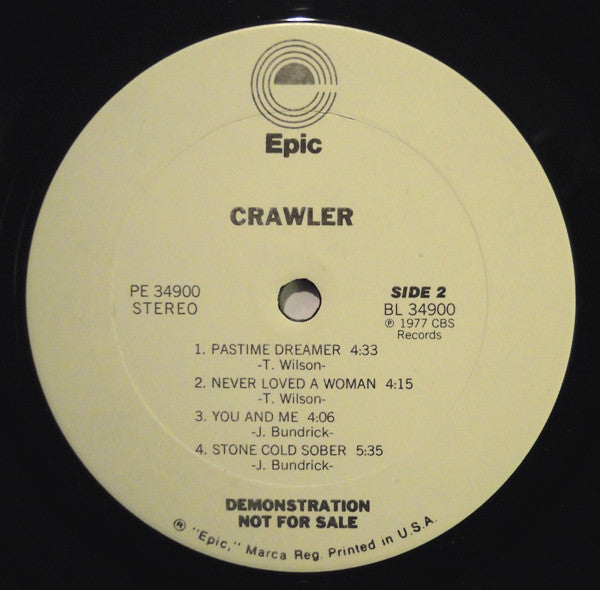 Epic
CRAWLER
PE 34900
STEREO
SIDE 2
BL 34900
℗ 1977 CBS
Records
1. PASTIME DREAMER 4:33
-T. Wilson-
2. NEVER LOVED A WOMAN 4:15
-T. Wilson-
3. YOU AND ME 4:06
-J. Bundrick-
4. STONE COLD SOBER 5:35
-J. Bundrick-
DEMONSTRATION
NOT FOR SALE
® "Epic," Marca Reg. Printed in U.S.A.